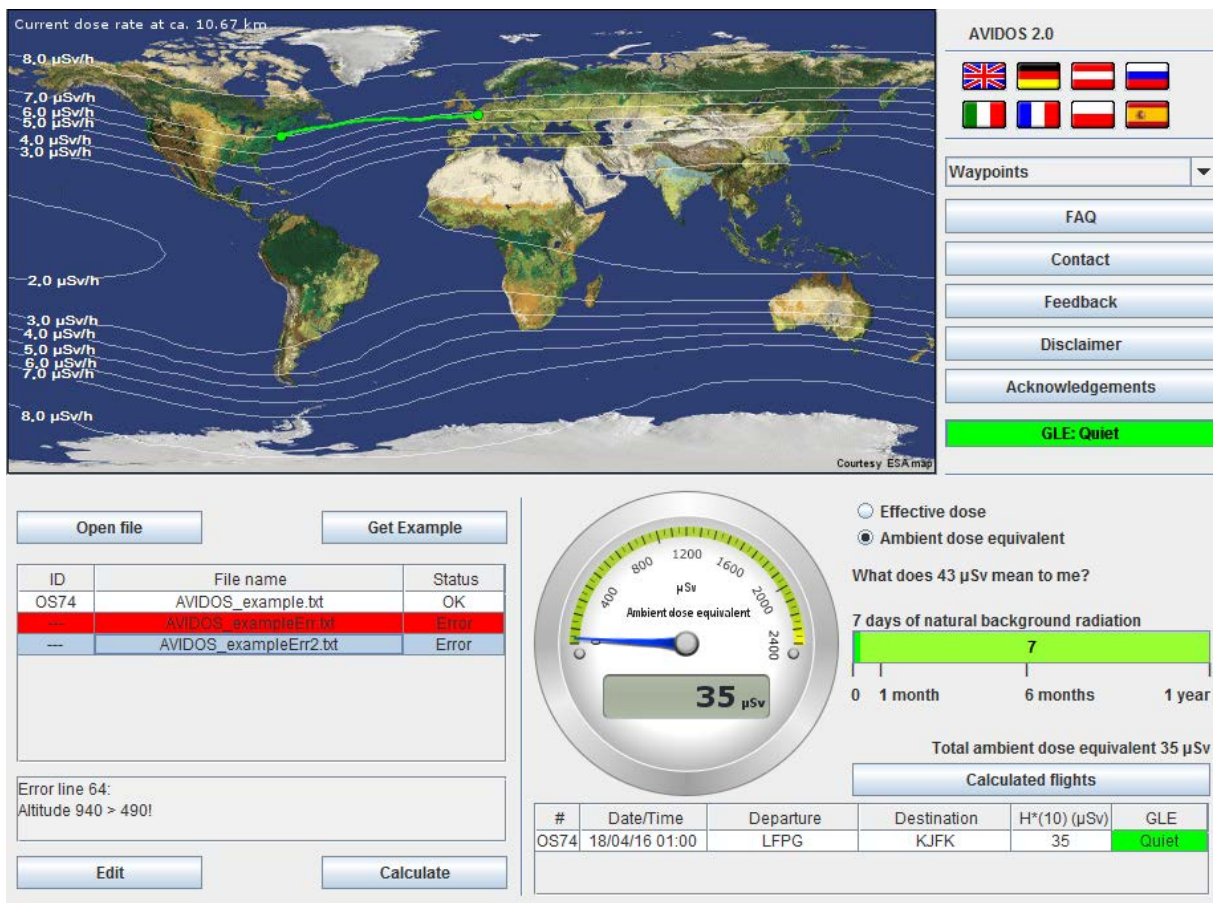 Current dose rate at ca. 10.67 km
8,0 µSv/h
7,0 µSv/h
6,0 µSv/h
5,0 µSv/h
4,0 µSv/h
3,0 µSv/h
2,0 µSv/h
3,0 µSv/h
4,0 µSv/h
5,0 µSv/h
6,0 µSv/h
7,0 µSv/h
8,0 µSv/h
Courtesy ESA map
AVIDOS 2.0
Waypoints
FAQ
Contact
Feedback
Disclaimer
Acknowledgements
GLE: Quiet
Open file Get Example
ID File name Status
OS74 AVIDOS_example.txt OK
--- AVIDOS_exampleErr.txt Error
--- AVIDOS_exampleErr2.txt Error
Error line 64:
Altitude 940 > 490!
Edit Calculate
0 400 800 1200 1600 2000 2400
µSv
Ambient dose equivalent
35 µSv
Effective dose
Ambient dose equivalent
What does 43 µSv mean to me?
7 days of natural background radiation
7
0 1 month 6 months 1 year
Total ambient dose equivalent 35 µSv
Calculated flights
# Date/Time Departure Destination H*(10) (µSv) GLE
OS74 18/04/16 01:00 LFPG KJFK 35 Quiet